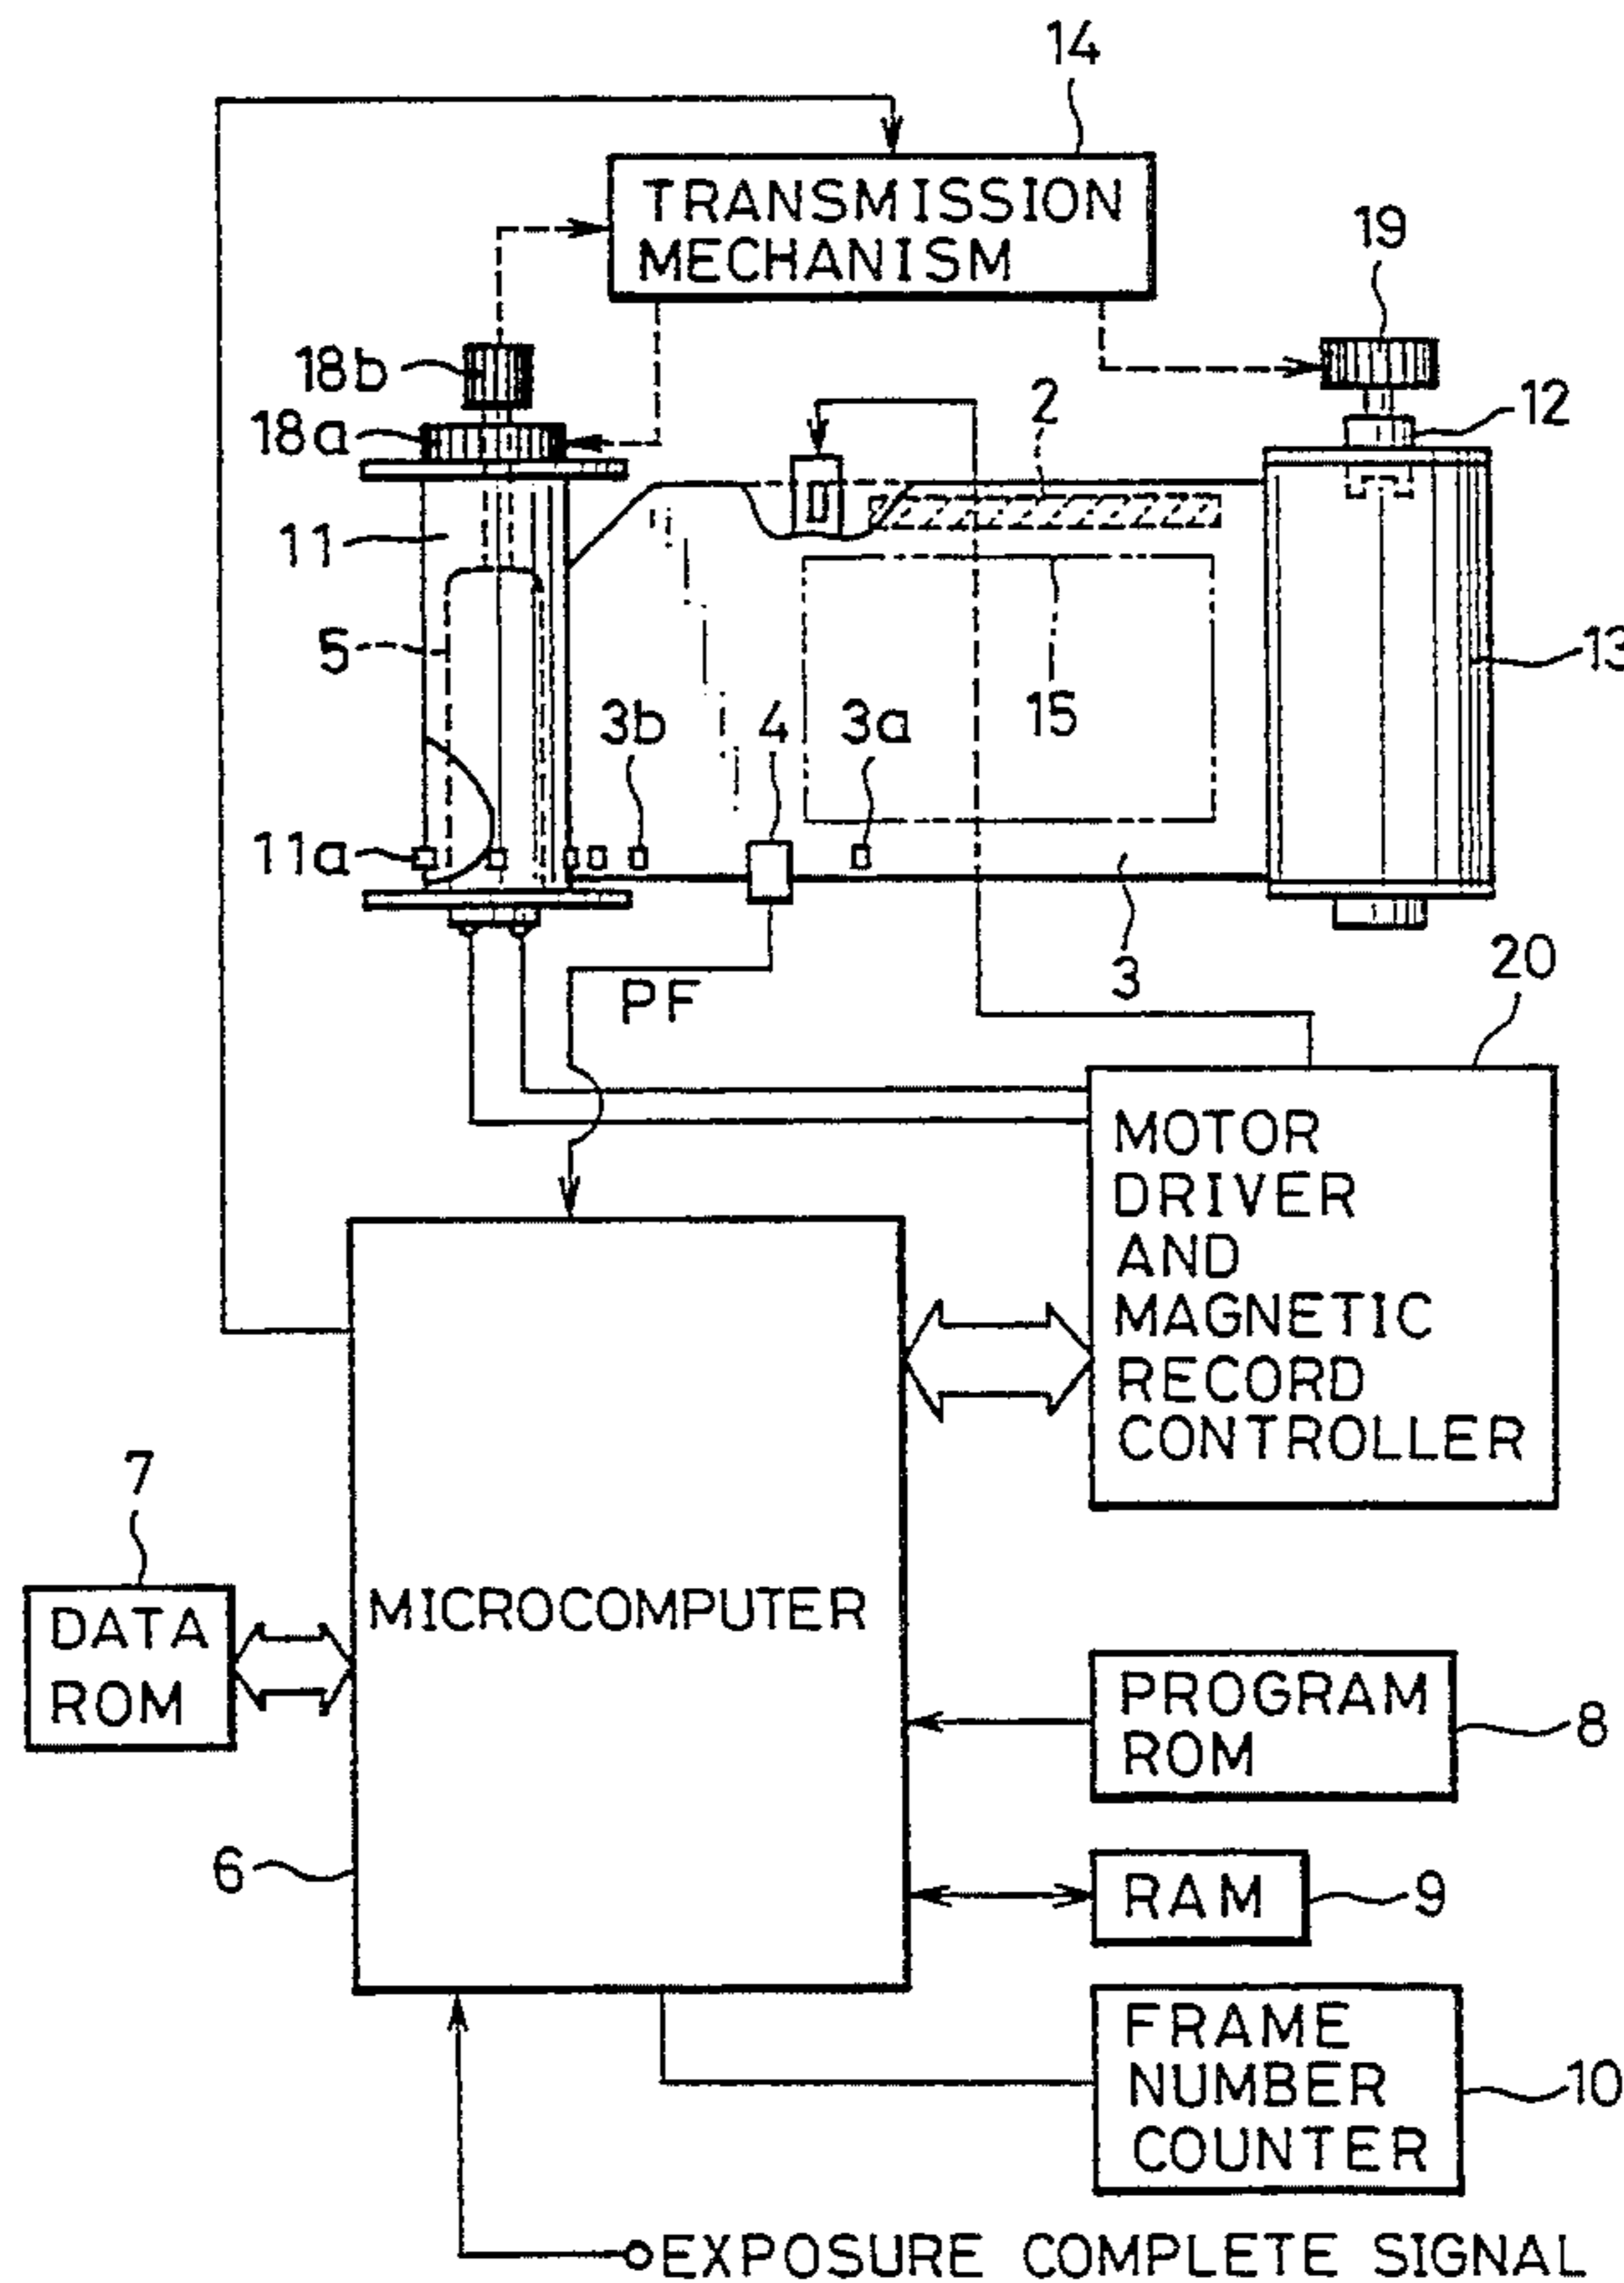 14
TRANSMISSION
MECHANISM
19
18b
2
12
18a
11
5
13
15
3b
4
3a
11a
3
20
PF
MOTOR
DRIVER
AND
MAGNETIC
RECORD
CONTROLLER
7
DATA
ROM
MICROCOMPUTER
PROGRAM
ROM
8
6
RAM
9
FRAME
NUMBER
COUNTER
10
EXPOSURE COMPLETE SIGNAL